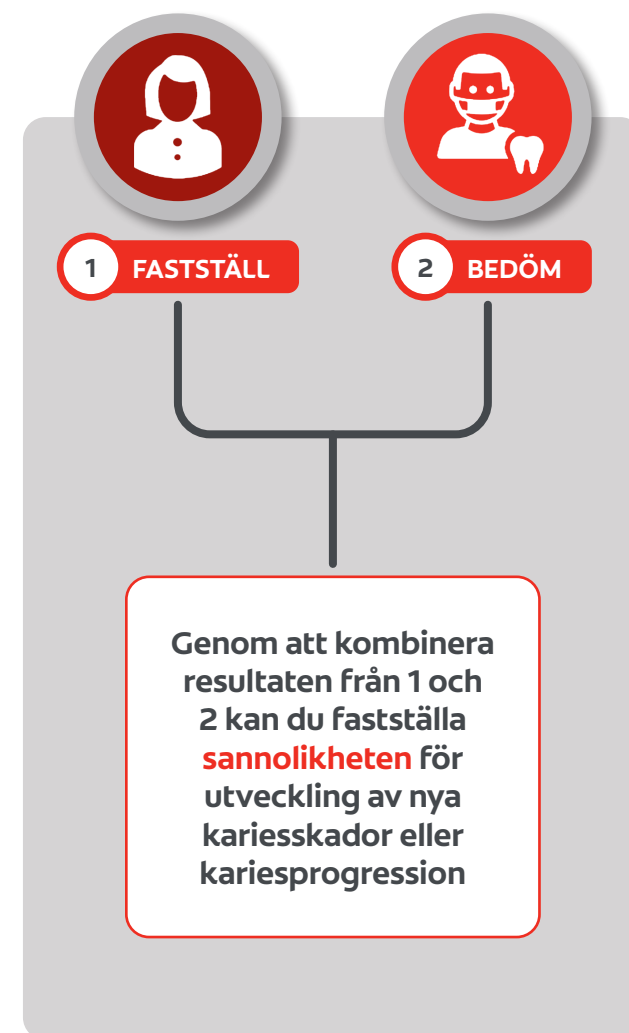 1 FASTSTÄLL
2 BEDÖM
Genom att kombinera
resultaten från 1 och
2 kan du fastställa
sannolikheten för
utveckling av nya
kariesskador eller
kariesprogression